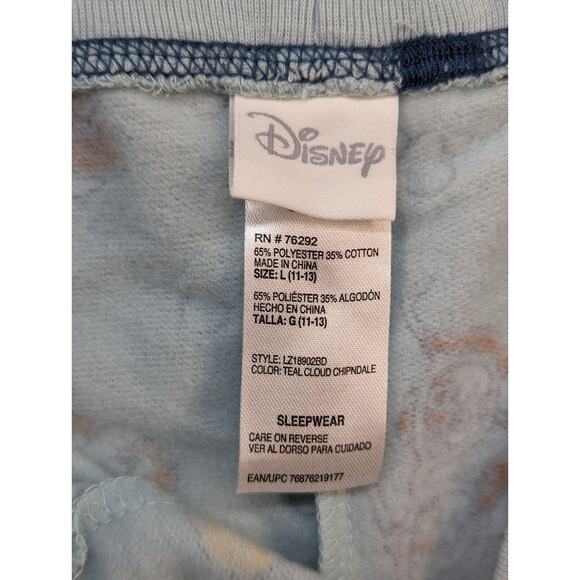 Disney
RN # 76292
65% POLYESTER 35% COTTON
MADE IN CHINA
SIZE: L (11-13)
65% POLIÉSTER 35% ALGODÓN
HECHO EN CHINA
TALLA: G (11-13)
STYLE: LZ18902BD
COLOR: TEAL CLOUD CHIPNDALE
SLEEPWEAR
CARE ON REVERSE
VER AL DORSO PARA CUIDADO
EAN/UPC 76876219177